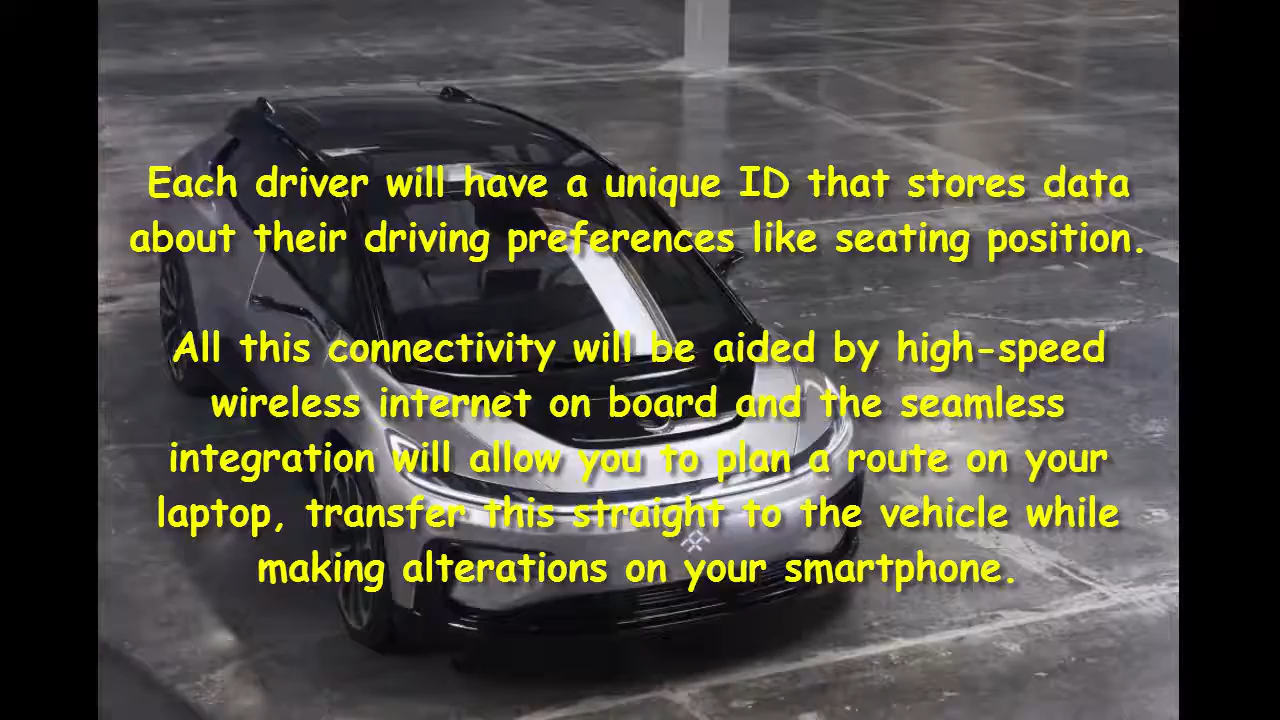 Each driver will have a unique ID that stores data
about their driving preferences like seating position.
All this connectivity will be aided by high-speed
wireless internet on board and the seamless
integration will allow you to plan a route on your
laptop, transfer this straight to the vehicle while
making alterations on your smartphone.